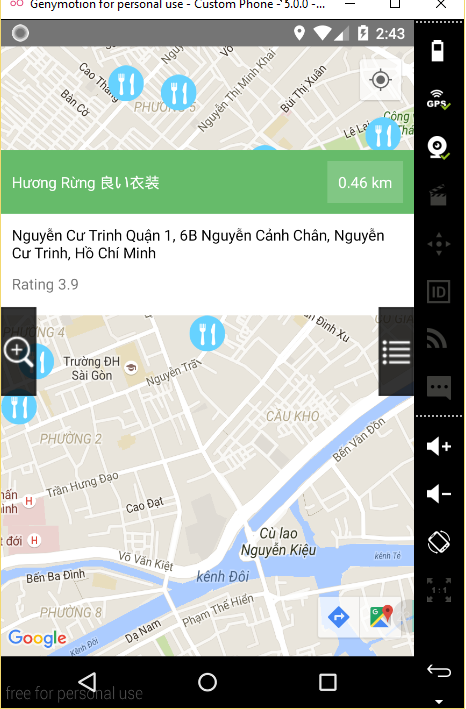 Genymotion for personal use - Custom Phone - 5.0.0 - ...
2:43
Cao Thắng
Bàn Cờ
PHƯỜNG 5
Nguyễn Thị Minh Khai
Bùi Thị Xuân
Lê Lai
Công
GPS
Hương Rừng 良い衣装
0.46 km
Nguyễn Cư Trinh Quận 1, 6B Nguyễn Cảnh Chân, Nguyễn
Cư Trinh, Hồ Chí Minh
Rating 3.9
ID
PHƯỜNG 4
Trường ĐH
Sài Gòn
Nguyễn Trã
ần Đình Xu
CẦU KHO
PHƯỜNG 2
Bến Vân Đồn
Trần Hưng Đạo
Cao Đạt
H
H
Cù lao
Nguyễn Kiệu
Võ Văn Kiệt
kênh Tẻ
Bến Ba Đình
kênh Đôi
PHƯỜNG 8
Phạm Thế Hiển
Dạ Nam
Kênh Đôi
Google
1:1
free for personal use